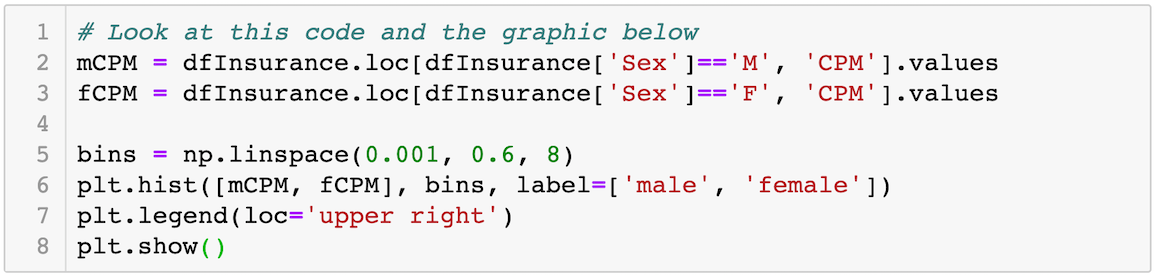 1 # Look at this code and the graphic below
2 mCPM = dfInsurance.loc[dfInsurance['Sex']=='M', 'CPM'].values
3 fCPM = dfInsurance.loc[dfInsurance['Sex']=='F', 'CPM'].values
4
5 bins = np.linspace(0.001, 0.6, 8)
6 plt.hist([mCPM, fCPM], bins, label=['male', 'female'])
7 plt.legend(loc='upper right')
8 plt.show()